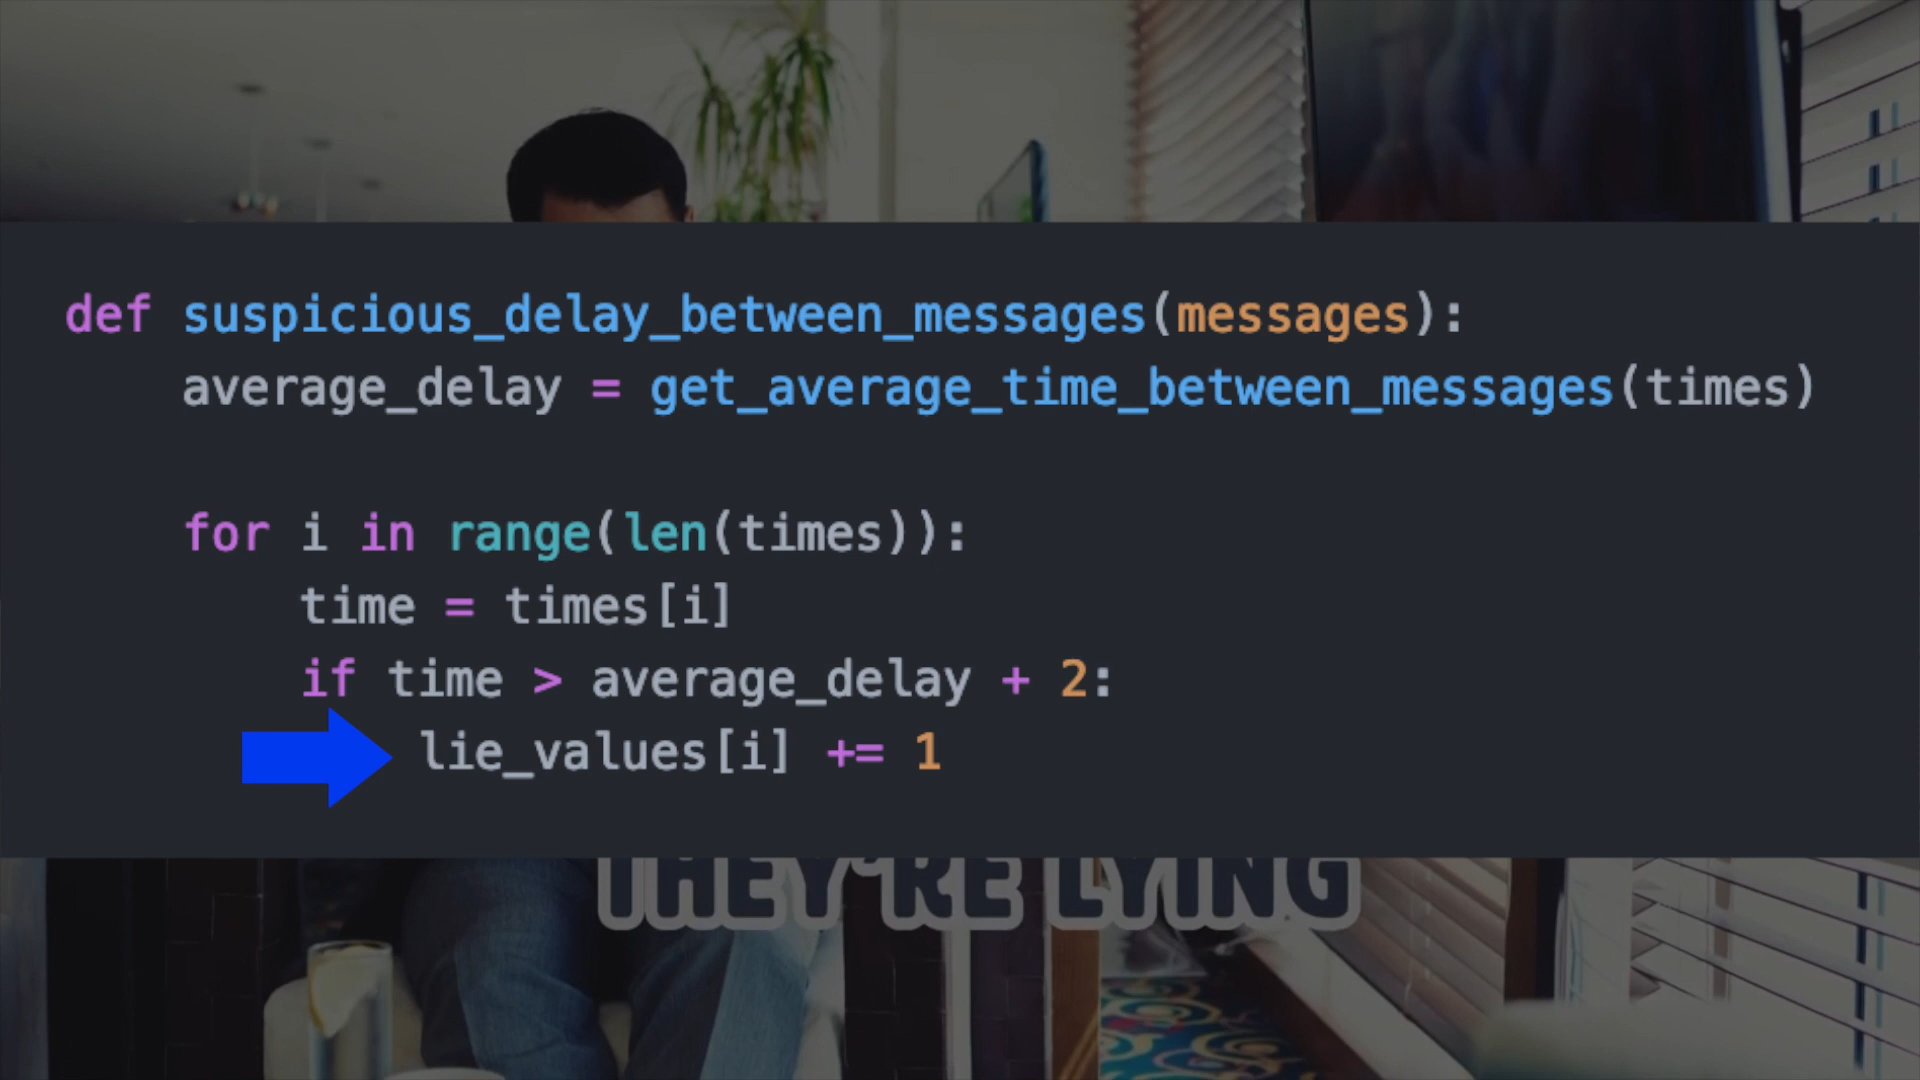 def suspicious_delay_between_messages(messages):
average_delay = get_average_time_between_messages(times)
for i in range(len(times)):
time = times[i]
if time > average_delay + 2:
lie_values[i] += 1
THEY'RE LYING